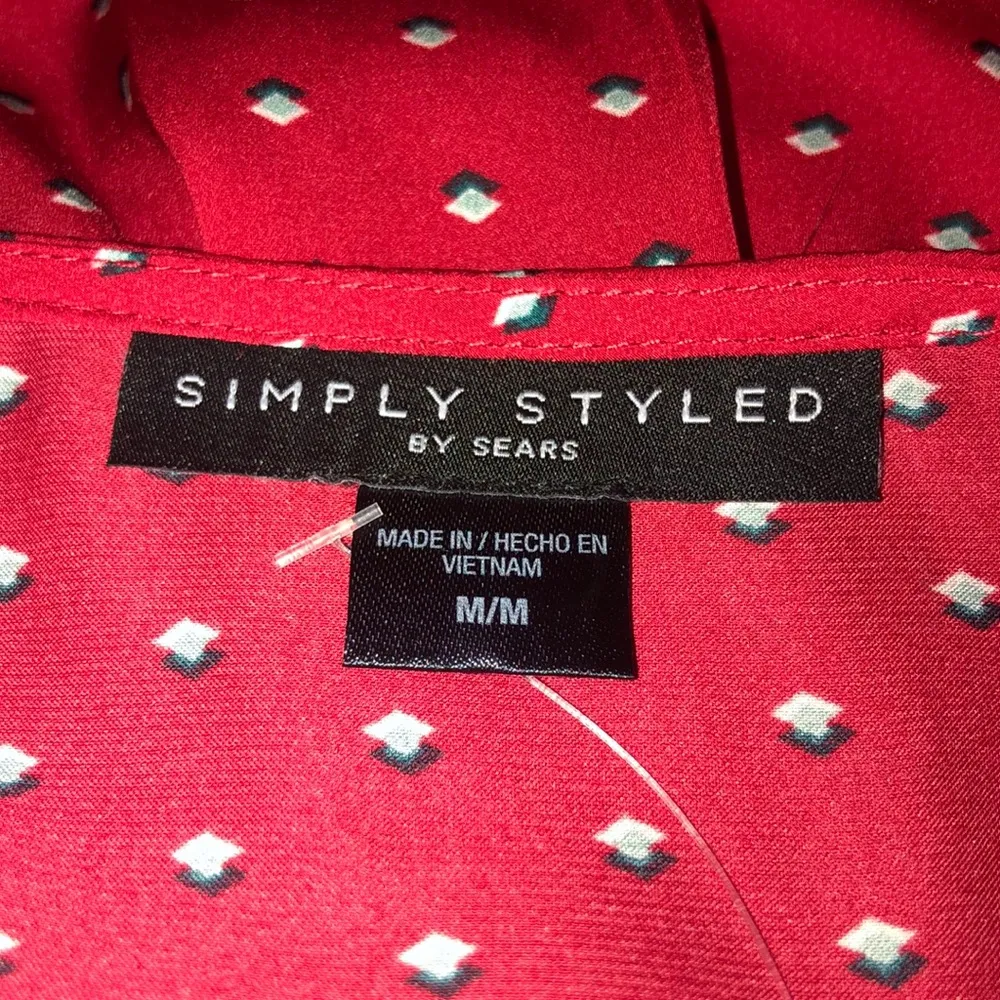 SIMPLY STYLED
BY SEARS
MADE IN / HECHO EN
VIETNAM
M/M